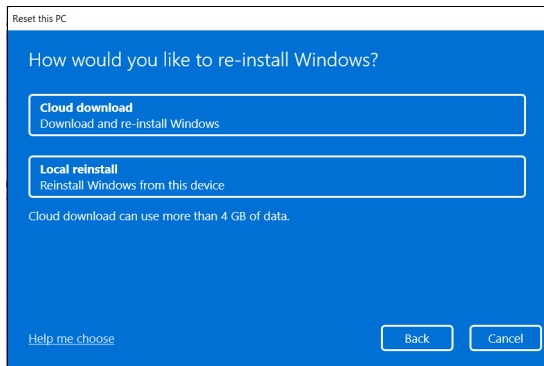 Reset this PC
How would you like to re-install Windows?
Cloud download
Download and re-install Windows
Local reinstall
Reinstall Windows from this device
Cloud download can use more than 4 GB of data.
Help me choose
Back
Cancel